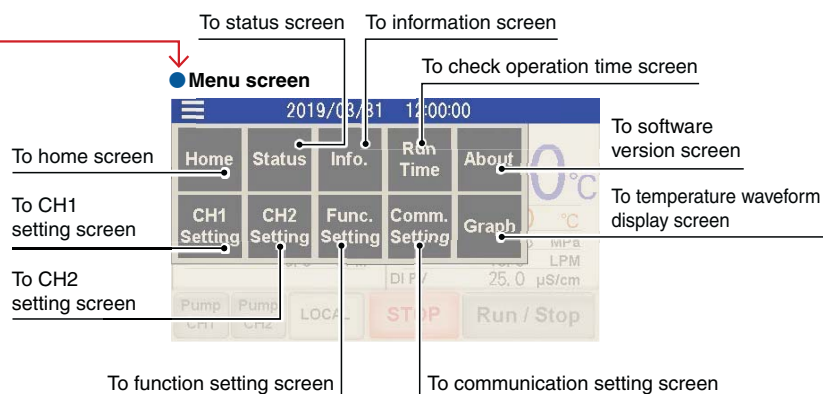 To status screen
To information screen
To check operation time screen
● Menu screen
2019/03/31 12:00:00
To software
version screen
To home screen
Home
Status
Info.
Run
Time
About
0°C
To temperature waveform
display screen
To CH1
setting screen
CH1
Setting
CH2
Setting
Func.
Setting
Comm.
Setting
Graph
°C
MPa
LPM
To CH2
setting screen
DI PV
25.0 µS/cm
Pump
CH1
Pump
CH2
LOCAL
STOP
Run / Stop
To function setting screen
To communication setting screen